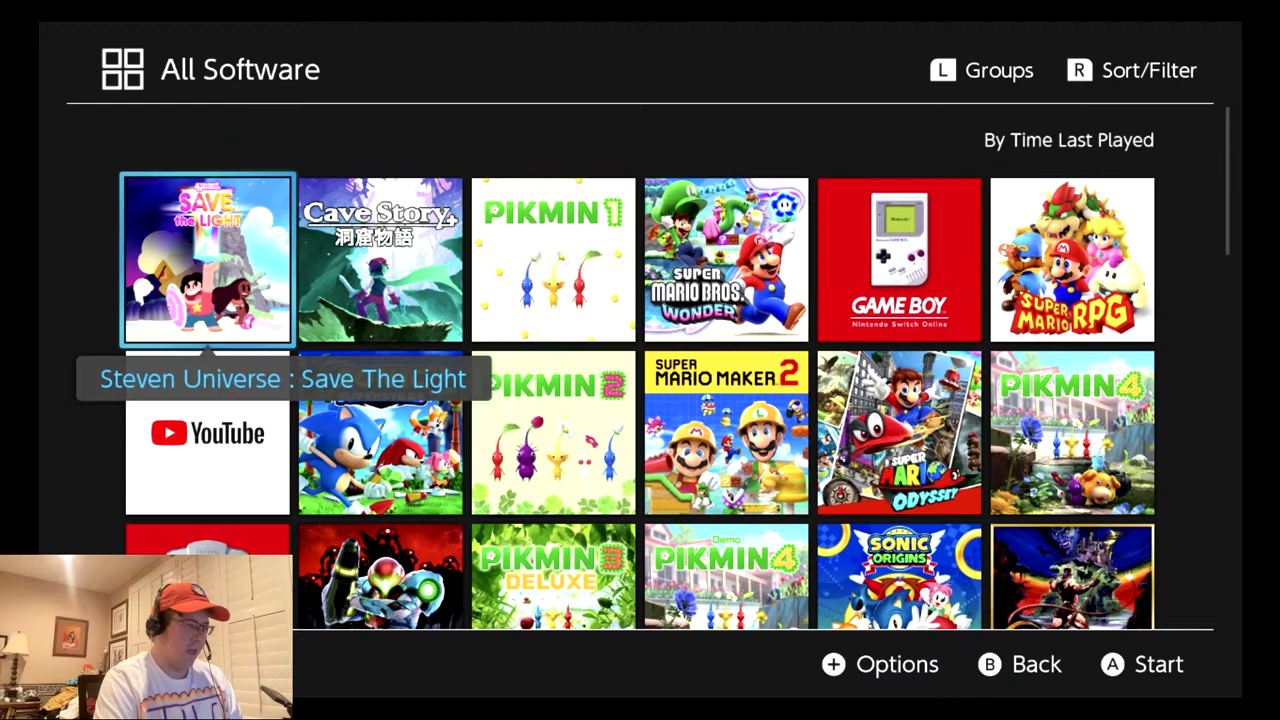 All Software
L Groups
R Sort/Filter
By Time Last Played
SAVE
the LIGHT
Cave Story+
洞窟物語
PIKMIN 1
SUPER
MARIO BROS.
WONDER
Nintendo
GAME BOY
Nintendo Switch Online
SUPER
MARIO RPG
Steven Universe : Save The Light
YouTube
PIKMIN 2
SUPER
MARIO MAKER 2
SUPER
MARIO
ODYSSEY
PIKMIN 4
PIKMIN 3
DELUXE
Demo
PIKMIN 4
SONIC
ORIGINS
+ Options
B Back
A Start